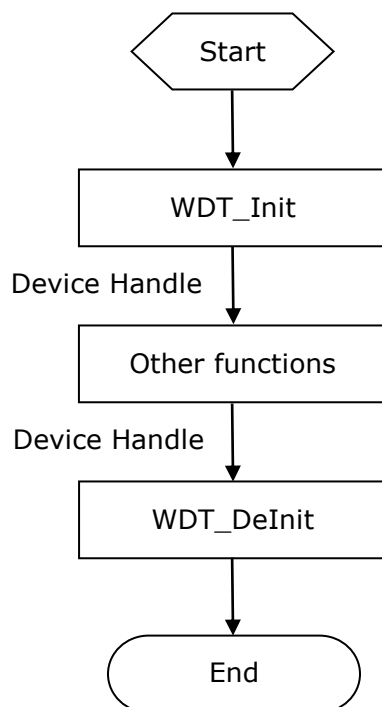 Start
WDT_Init
Device Handle
Other functions
Device Handle
WDT_DeInit
End